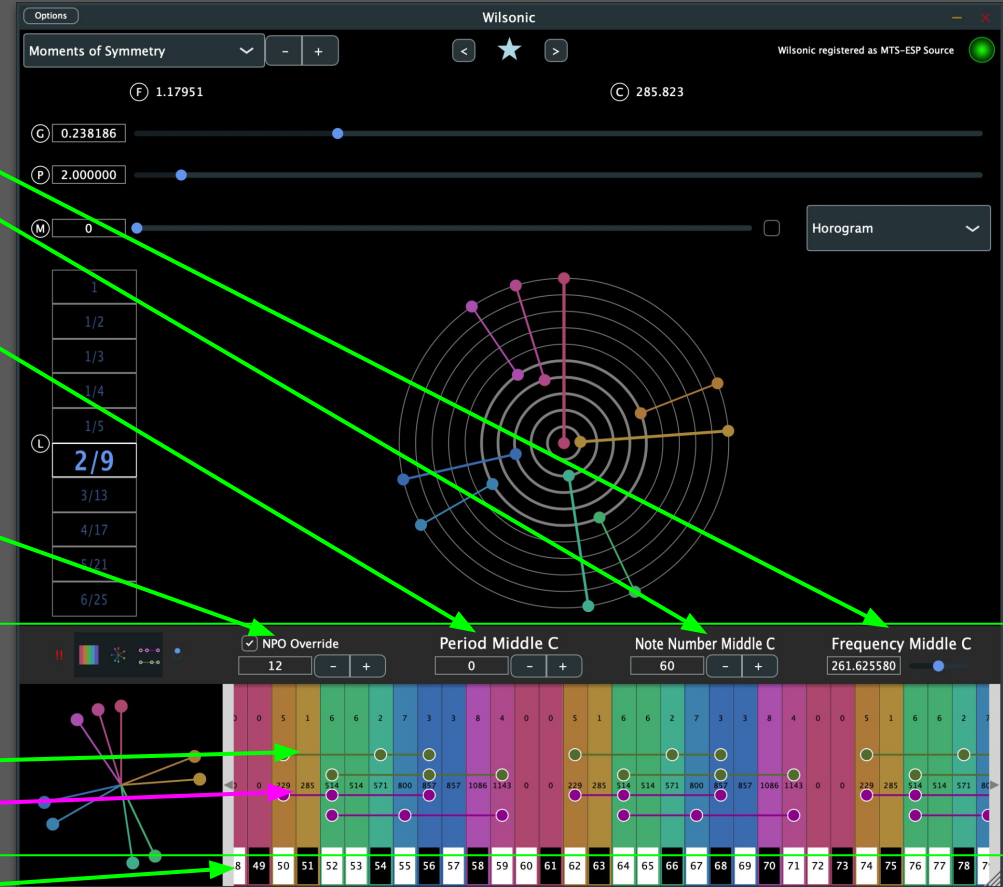 Options
Wilsonic
Moments of Symmetry
- +
< >
Wilsonic registered as MTS-ESP Source
F 1.17951
C 285.823
G 0.238186
P 2.000000
M 0
Horogram
1
1/2
1/3
1/4
1/5
L
2/9
3/13
4/17
5/21
6/25
NPO Override
Period Middle C
Note Number Middle C
Frequency Middle C
12 - +
0 - +
60 - +
261.625580
0 5 1 6 6 2 7 3 3 8 4 0 0 5 1 6 6 2 7 3 3 8 4 0 0 5 1 6 6 2
0 229 285 514 514 571 800 857 857 1086 1143 0 0 229 285 514 514 571 800 857 857 1086 1143 0 0 229 285 514 514 571
8 49 50 51 52 53 54 55 56 57 58 59 60 61 62 63 64 65 66 67 68 69 70 71 72 73 74 75 76 77 78 7